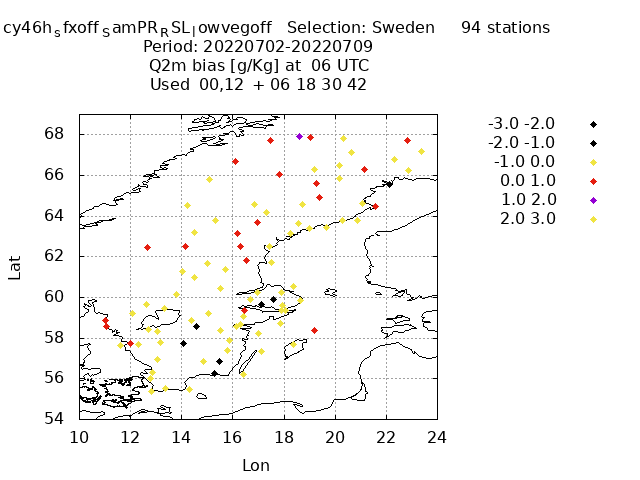 cy46h_sfxoff_SamPR_RSL_lowvegoff Selection: Sweden 94 stations
Period: 20220702-20220709
Q2m bias [g/Kg] at 06 UTC
Used 00,12 + 06 18 30 42
-3.0 -2.0
-2.0 -1.0
-1.0 0.0
0.0 1.0
1.0 2.0
2.0 3.0
68
66
64
62
60
58
56
54
Lat
10 12 14 16 18 20 22 24
Lon